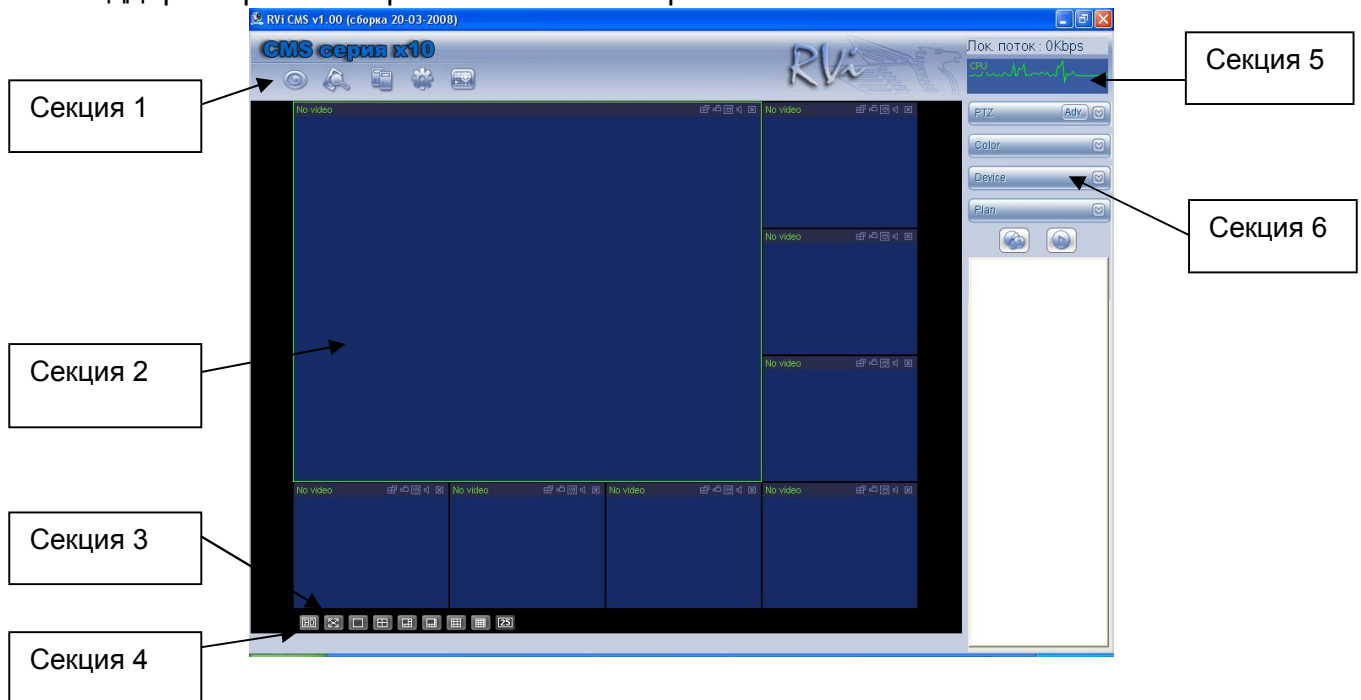 RVi CMS v1.00 (сборка 20-03-2008)
CMS серия x10
RVi
Лок. поток : 0Kbps
CPU
Секция 5
Секция 1
No video
No video
PTZ
Adv..
Color
Device
Plan
Секция 6
No video
Секция 2
No video
No video
No video
No video
No video
Секция 3
HQ
25
Секция 4